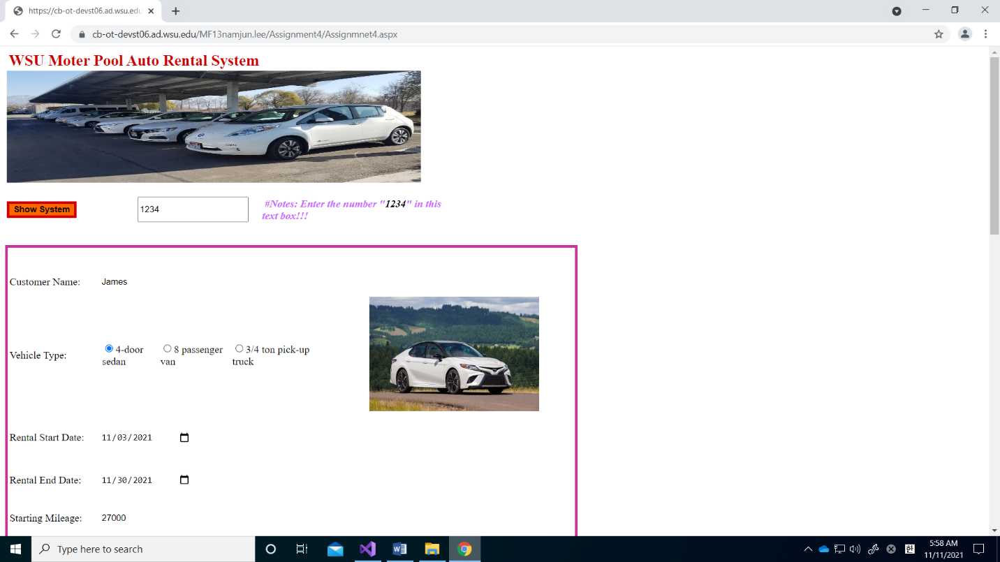 https://cb-ot-devst06.ad.wsu.edu
cb-ot-devst06.ad.wsu.edu/MF13namjun.lee/Assignment4/Assignmnet4.aspx
WSU Moter Pool Auto Rental System
Show System
1234
#Notes: Enter the number "1234" in this
text box!!!
Customer Name:
James
Vehicle Type:
4-door
sedan
8 passenger
van
3/4 ton pick-up
truck
Rental Start Date:
11/03/2021
Rental End Date:
11/30/2021
Starting Mileage:
27000
Type here to search
한
5:58 AM
11/11/2021